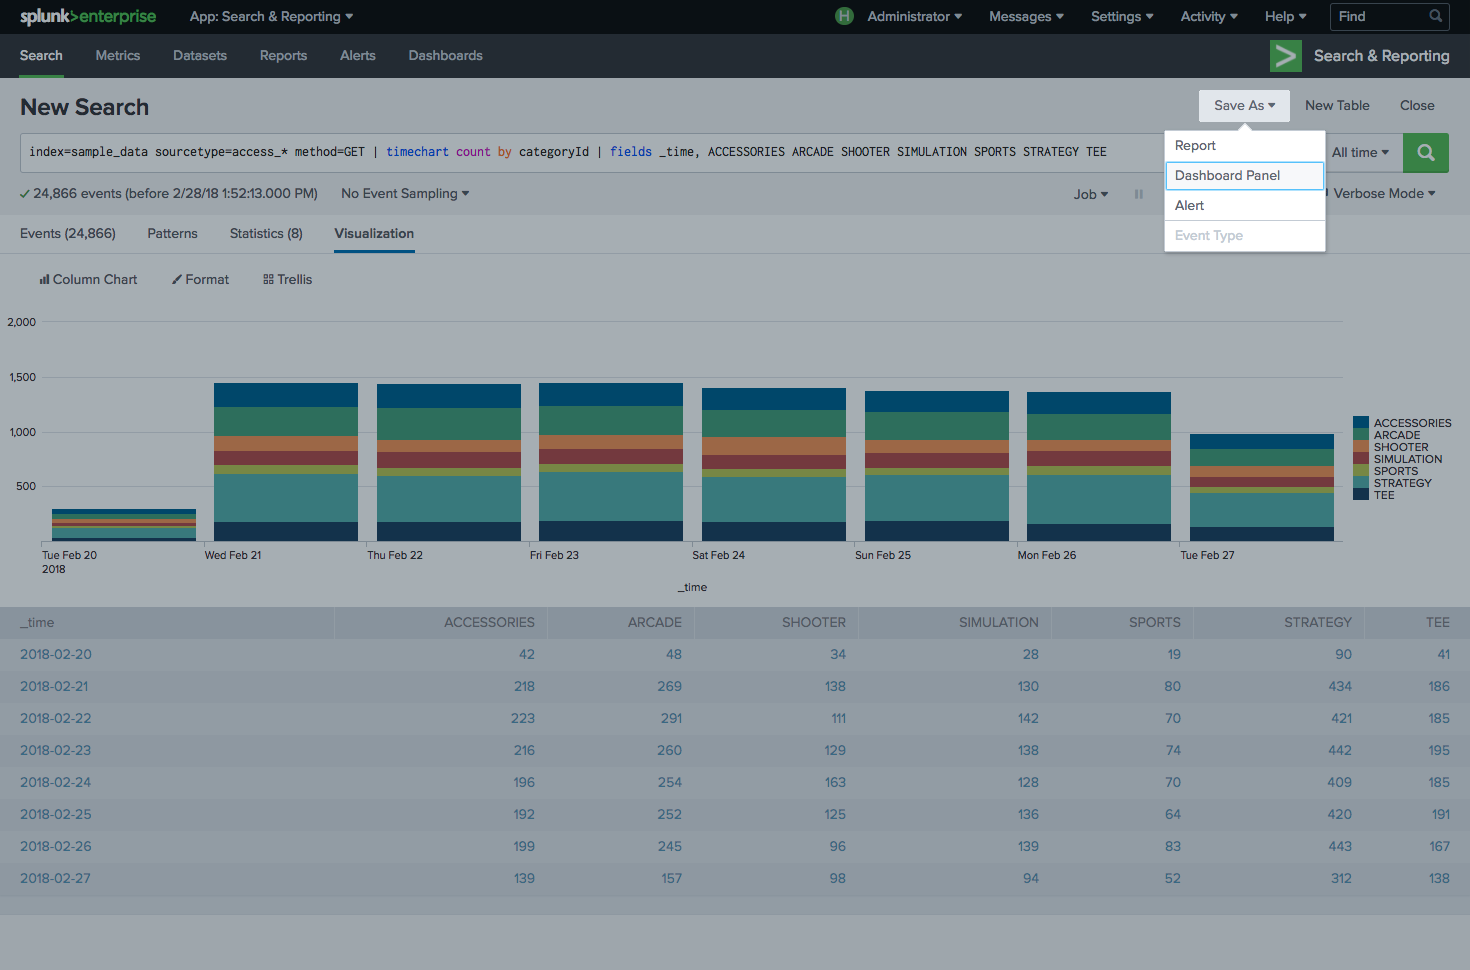 splunk>enterprise App: Search & Reporting H Administrator Messages Settings Activity Help Find
Search Metrics Datasets Reports Alerts Dashboards > Search & Reporting
New Search Save As New Table Close
index=sample_data sourcetype=access_* method=GET | timechart count by categoryId | fields _time, ACCESSORIES ARCADE SHOOTER SIMULATION SPORTS STRATEGY TEE All time
Report
Dashboard Panel
Alert
Event Type
24,866 events (before 2/28/18 1:52:13.000 PM) No Event Sampling Job Verbose Mode
Events (24,866) Patterns Statistics (8) Visualization
Column Chart Format Trellis
2,000
1,500
1,000
500
ACCESSORIES
ARCADE
SHOOTER
SIMULATION
SPORTS
STRATEGY
TEE
Tue Feb 20 Wed Feb 21 Thu Feb 22 Fri Feb 23 Sat Feb 24 Sun Feb 25 Mon Feb 26 Tue Feb 27
2018
_time
_time ACCESSORIES ARCADE SHOOTER SIMULATION SPORTS STRATEGY TEE
2018-02-20 42 48 34 28 19 90 41
2018-02-21 218 269 138 130 80 434 186
2018-02-22 223 291 111 142 70 421 185
2018-02-23 216 260 129 138 74 442 195
2018-02-24 196 254 163 128 70 409 185
2018-02-25 192 252 125 136 64 420 191
2018-02-26 199 245 96 139 83 443 167
2018-02-27 139 157 98 94 52 312 138